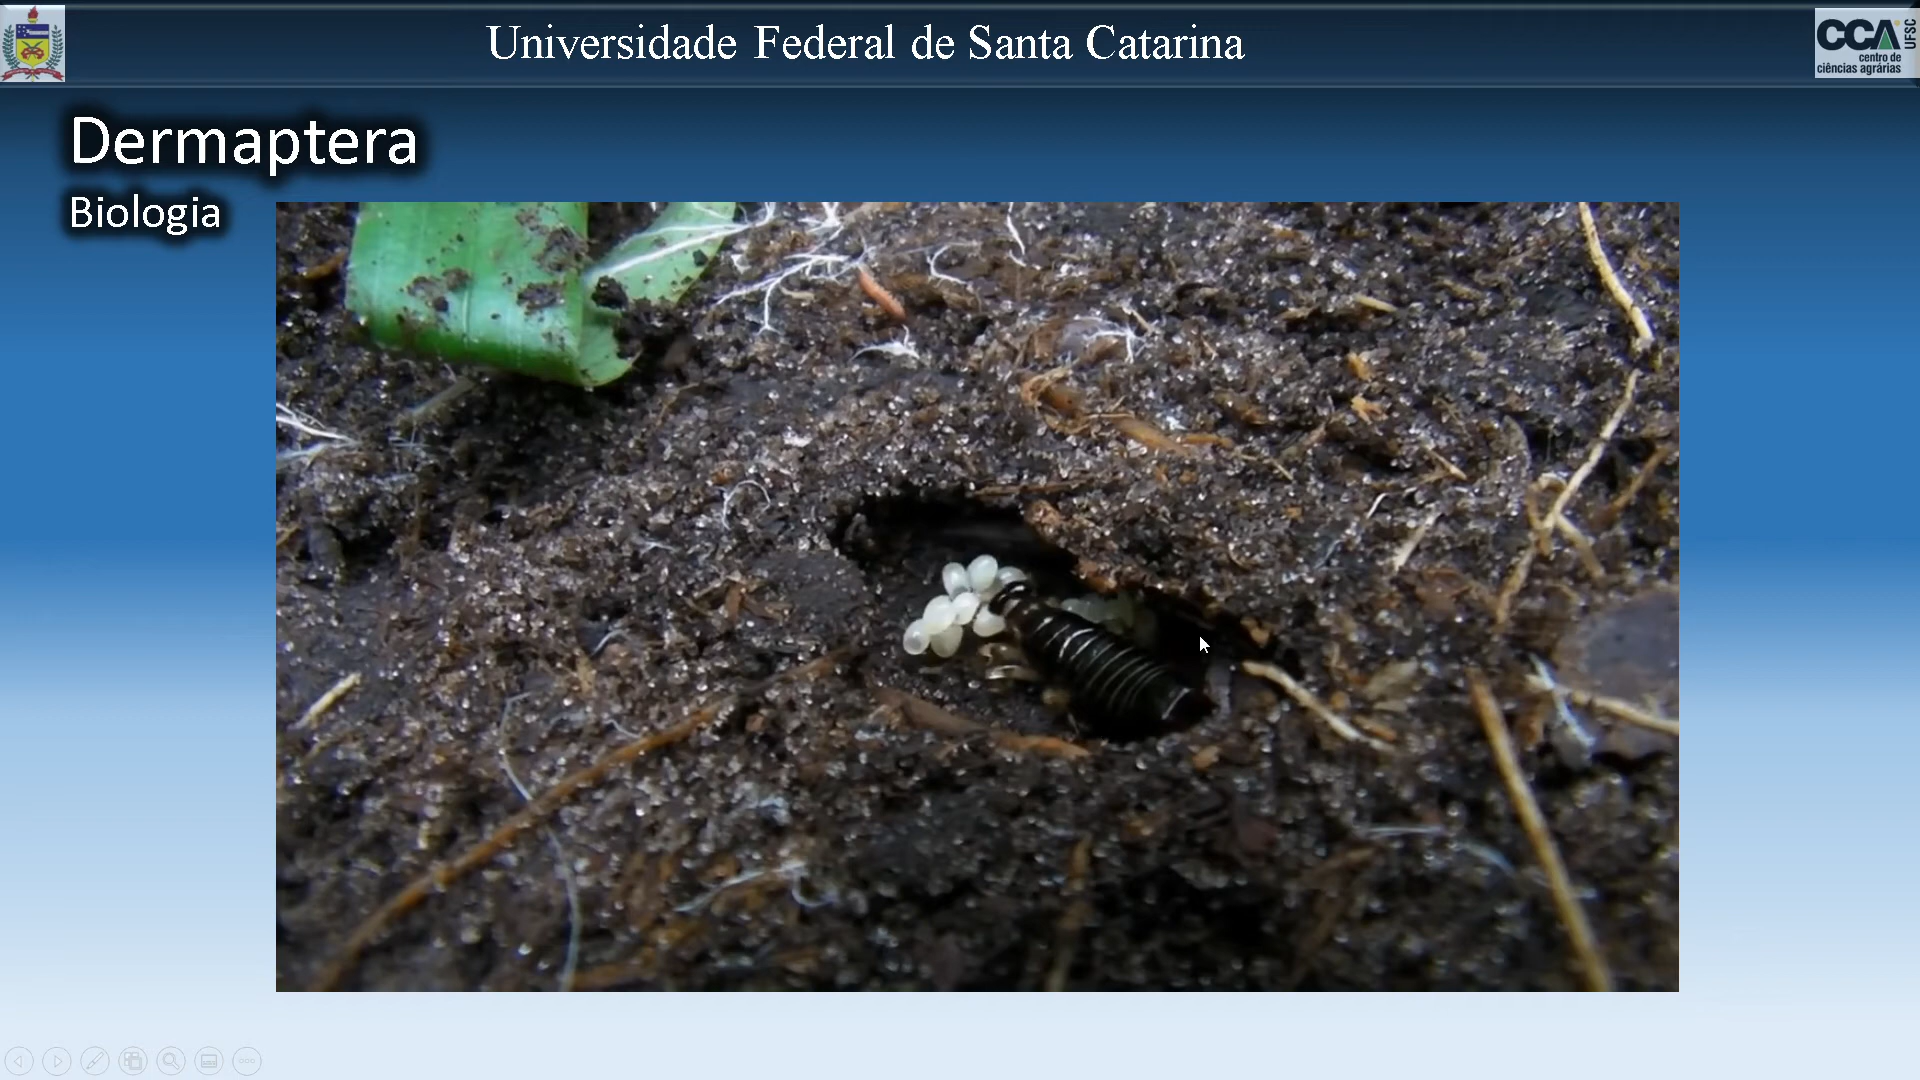 Universidade Federal de Santa Catarina
CCA UFSC
centro de
ciências agrárias
Dermaptera
Biologia